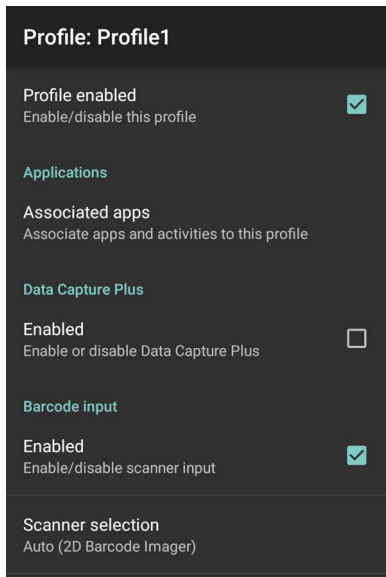 Profile: Profile1
Profile enabled
Enable/disable this profile
Applications
Associated apps
Associate apps and activities to this profile
Data Capture Plus
Enabled
Enable or disable Data Capture Plus
Barcode input
Enabled
Enable/disable scanner input
Scanner selection
Auto (2D Barcode Imager)